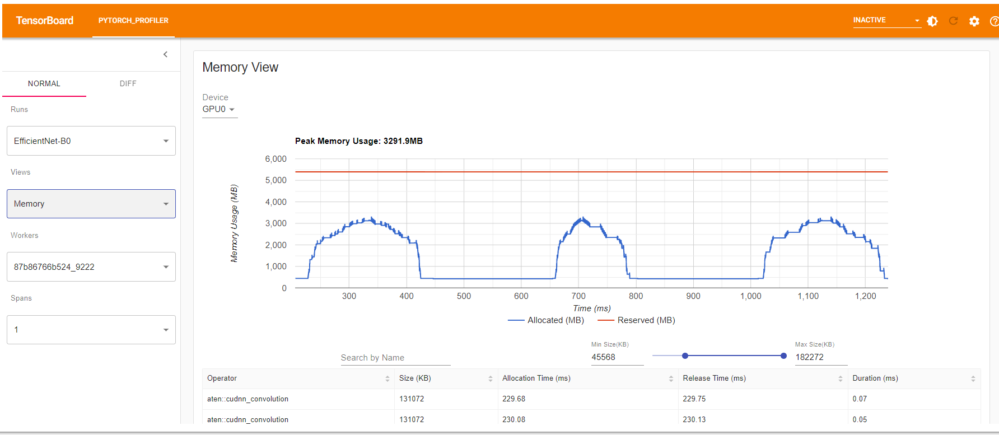 TensorBoard PYTORCH_PROFILER INACTIVE
NORMAL DIFF
Runs
EfficientNet-B0
Views
Memory
Workers
87b86766b524_9222
Spans
1
Memory View
Device
GPU0
Peak Memory Usage: 3291.9MB
Memory Usage (MB)
6,000
5,000
4,000
3,000
2,000
1,000
0
300 400 500 600 700 800 900 1,000 1,100 1,200
Time (ms)
Allocated (MB) Reserved (MB)
Search by Name
Min Size(KB) Max Size(KB)
45568 182272
Operator Size (KB) Allocation Time (ms) Release Time (ms) Duration (ms)
aten::cudnn_convolution 131072 229.68 229.75 0.07
aten::cudnn_convolution 131072 230.08 230.13 0.05